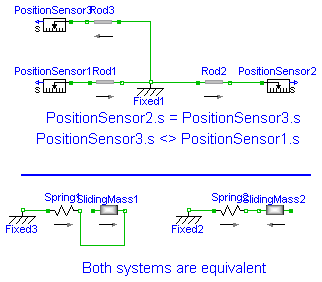 PositionSensor3 Rod3
s
PositionSensor1 Rod1 Rod2 PositionSensor2
s s
Fixed1
PositionSensor2.s = PositionSensor3.s
PositionSensor3.s <> PositionSensor1.s
Spring1 SlidingMass1 Spring2 SlidingMass2
Fixed3 Fixed2
Both systems are equivalent